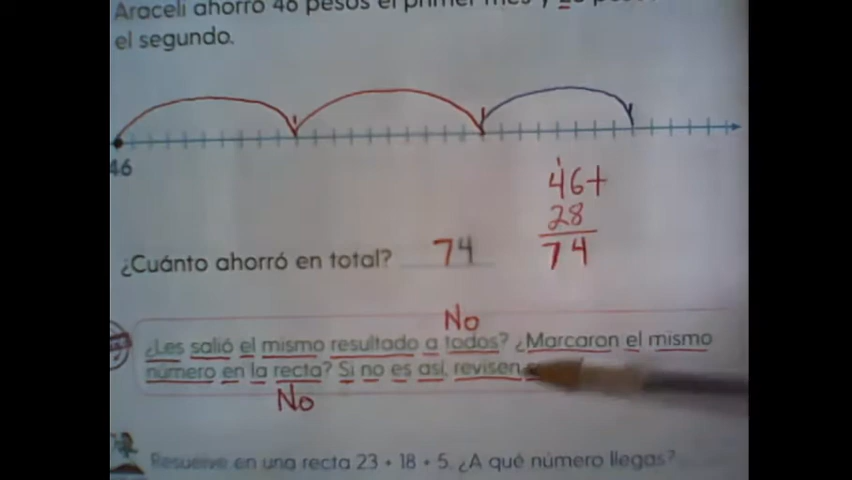 Araceli ahorró 46 pesos el primer mes y
el segundo.
46
46+
28
74
¿Cuánto ahorró en total? 74
No
¿Les salió el mismo resultado a todos? ¿Marcaron el mismo
número en la recta? Si no es así, revisen
No
Resuelve en una recta 23 + 18 + 5. ¿A qué número llegas?